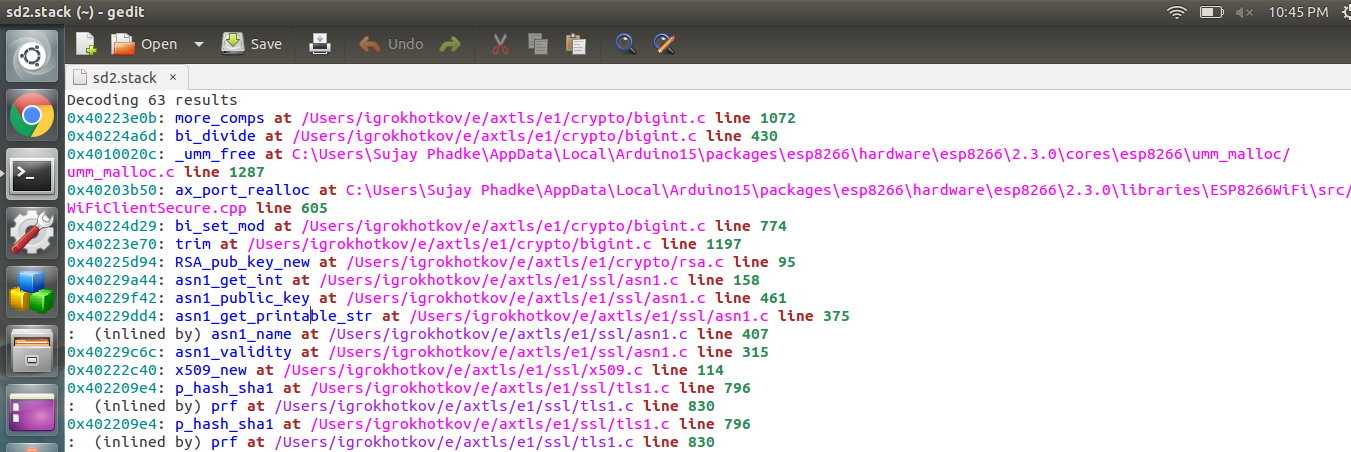 sd2.stack (~) - gedit
10:45 PM
Open
Save
Undo
sd2.stack ×
Decoding 63 results
0x40223e0b: more_comps at /Users/igrokhotkov/e/axtls/e1/crypto/bigint.c line 1072
0x40224a6d: bi_divide at /Users/igrokhotkov/e/axtls/e1/crypto/bigint.c line 430
0x4010020c: _umm_free at C:\Users\Sujay Phadke\AppData\Local\Arduino15\packages\esp8266\hardware\esp8266\2.3.0\cores\esp8266\umm_malloc/
umm_malloc.c line 1287
0x40203b50: ax_port_realloc at C:\Users\Sujay Phadke\AppData\Local\Arduino15\packages\esp8266\hardware\esp8266\2.3.0\libraries\ESP8266WiFi\src/
WiFiClientSecure.cpp line 605
0x40224d29: bi_set_mod at /Users/igrokhotkov/e/axtls/e1/crypto/bigint.c line 774
0x40223e70: trim at /Users/igrokhotkov/e/axtls/e1/crypto/bigint.c line 1197
0x40225d94: RSA_pub_key_new at /Users/igrokhotkov/e/axtls/e1/crypto/rsa.c line 95
0x40229a44: asn1_get_int at /Users/igrokhotkov/e/axtls/e1/ssl/asn1.c line 158
0x40229f42: asn1_public_key at /Users/igrokhotkov/e/axtls/e1/ssl/asn1.c line 461
0x40229dd4: asn1_get_printable_str at /Users/igrokhotkov/e/axtls/e1/ssl/asn1.c line 375
:  (inlined by) asn1_name at /Users/igrokhotkov/e/axtls/e1/ssl/asn1.c line 407
0x40229c6c: asn1_validity at /Users/igrokhotkov/e/axtls/e1/ssl/asn1.c line 315
0x40222c40: x509_new at /Users/igrokhotkov/e/axtls/e1/ssl/x509.c line 114
0x402209e4: p_hash_sha1 at /Users/igrokhotkov/e/axtls/e1/ssl/tls1.c line 796
:  (inlined by) prf at /Users/igrokhotkov/e/axtls/e1/ssl/tls1.c line 830
0x402209e4: p_hash_sha1 at /Users/igrokhotkov/e/axtls/e1/ssl/tls1.c line 796
:  (inlined by) prf at /Users/igrokhotkov/e/axtls/e1/ssl/tls1.c line 830